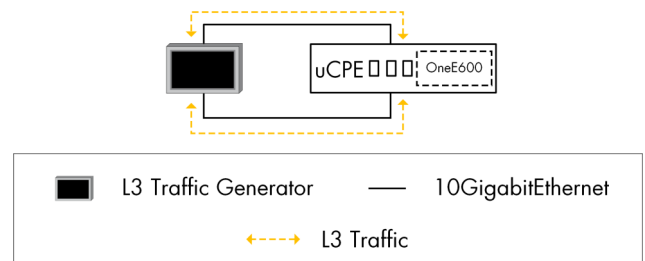 uCPE
OneE600
L3 Traffic Generator
10GigabitEthernet
L3 Traffic